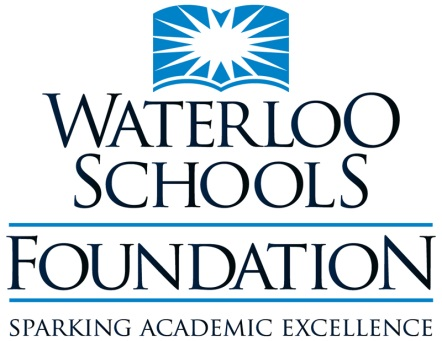 WATERLOO
SCHOOLS
FOUNDATION
SPARKING ACADEMIC EXCELLENCE